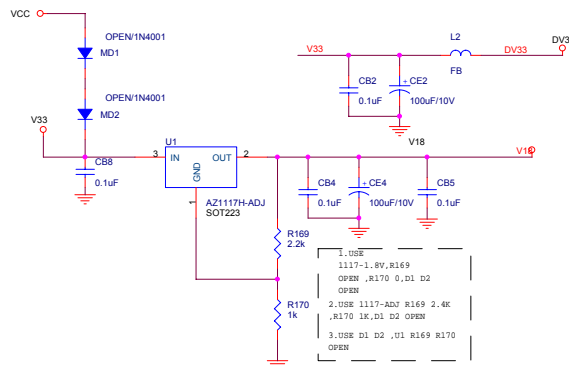 VCC
OPEN/1N4001
MD1
OPEN/1N4001
MD2
V33
CB8
0.1uF
U1
3 IN OUT 2
GND
1
AZ1117H-ADJ
SOT223
V33
L2
FB
DV33
DV3
CB2
0.1uF
+ CE2
100uF/10V
V18
V18
CB4
0.1uF
+ CE4
100uF/10V
CB5
0.1uF
R169
2.2k
R170
1k
1.USE
1117-1.8V,R169
OPEN ,R170 0,D1 D2
OPEN
2.USE 1117-ADJ R169 2.4K
,R170 1K,D1 D2 OPEN
3.USE D1 D2 ,U1 R169 R170
OPEN